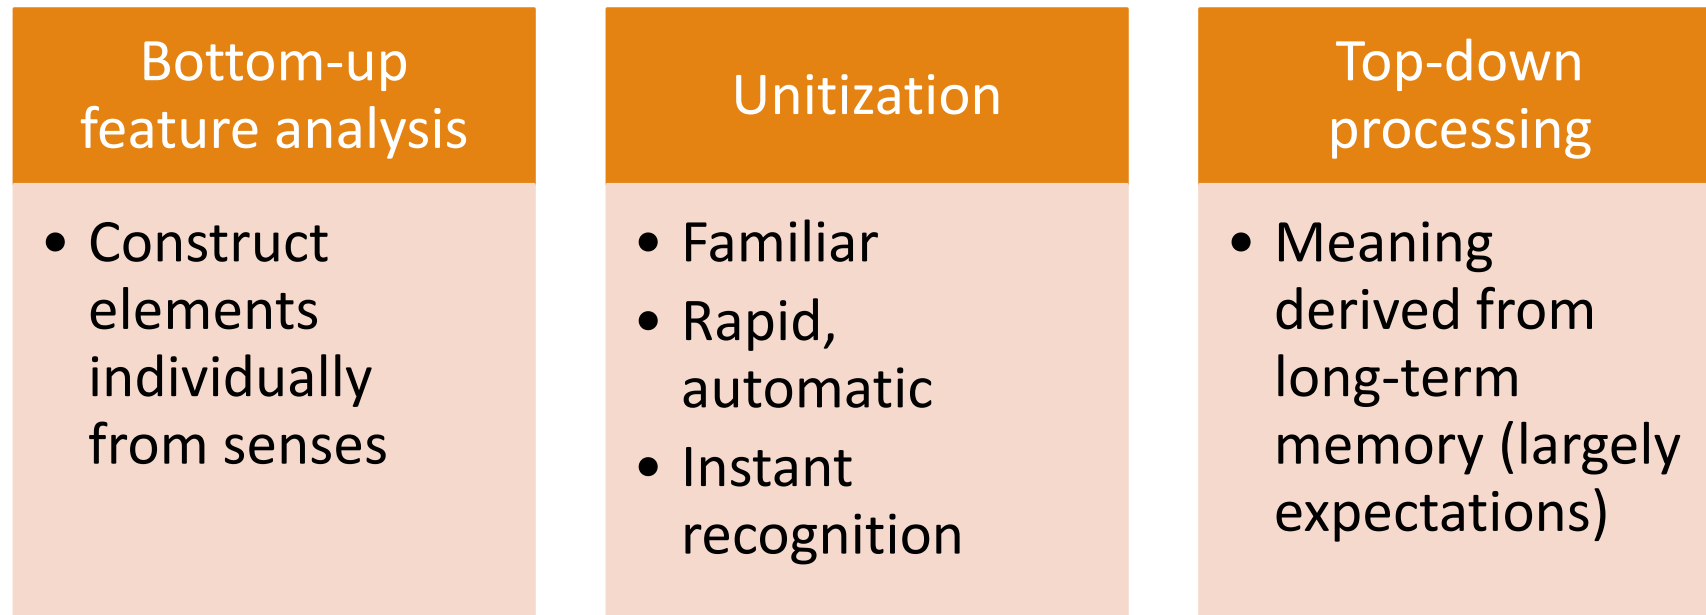 Bottom-up
feature analysis
• Construct
elements
individually
from senses
Unitization
• Familiar
• Rapid,
automatic
• Instant
recognition
Top-down
processing
• Meaning
derived from
long-term
memory (largely
expectations)